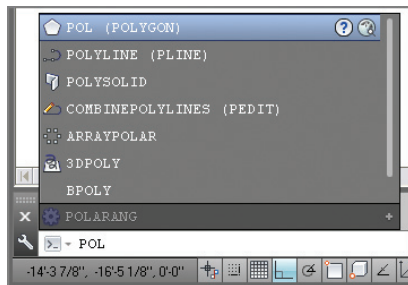 POL (POLYGON)
POLYLINE (PLINE)
POLYSOLID
COMBINEPOLYLINES (PEDIT)
ARRAYPOLAR
3DPOLY
BPOLY
POLARANG +
POL
-14'-3 7/8", -16'-5 1/8", 0'-0"